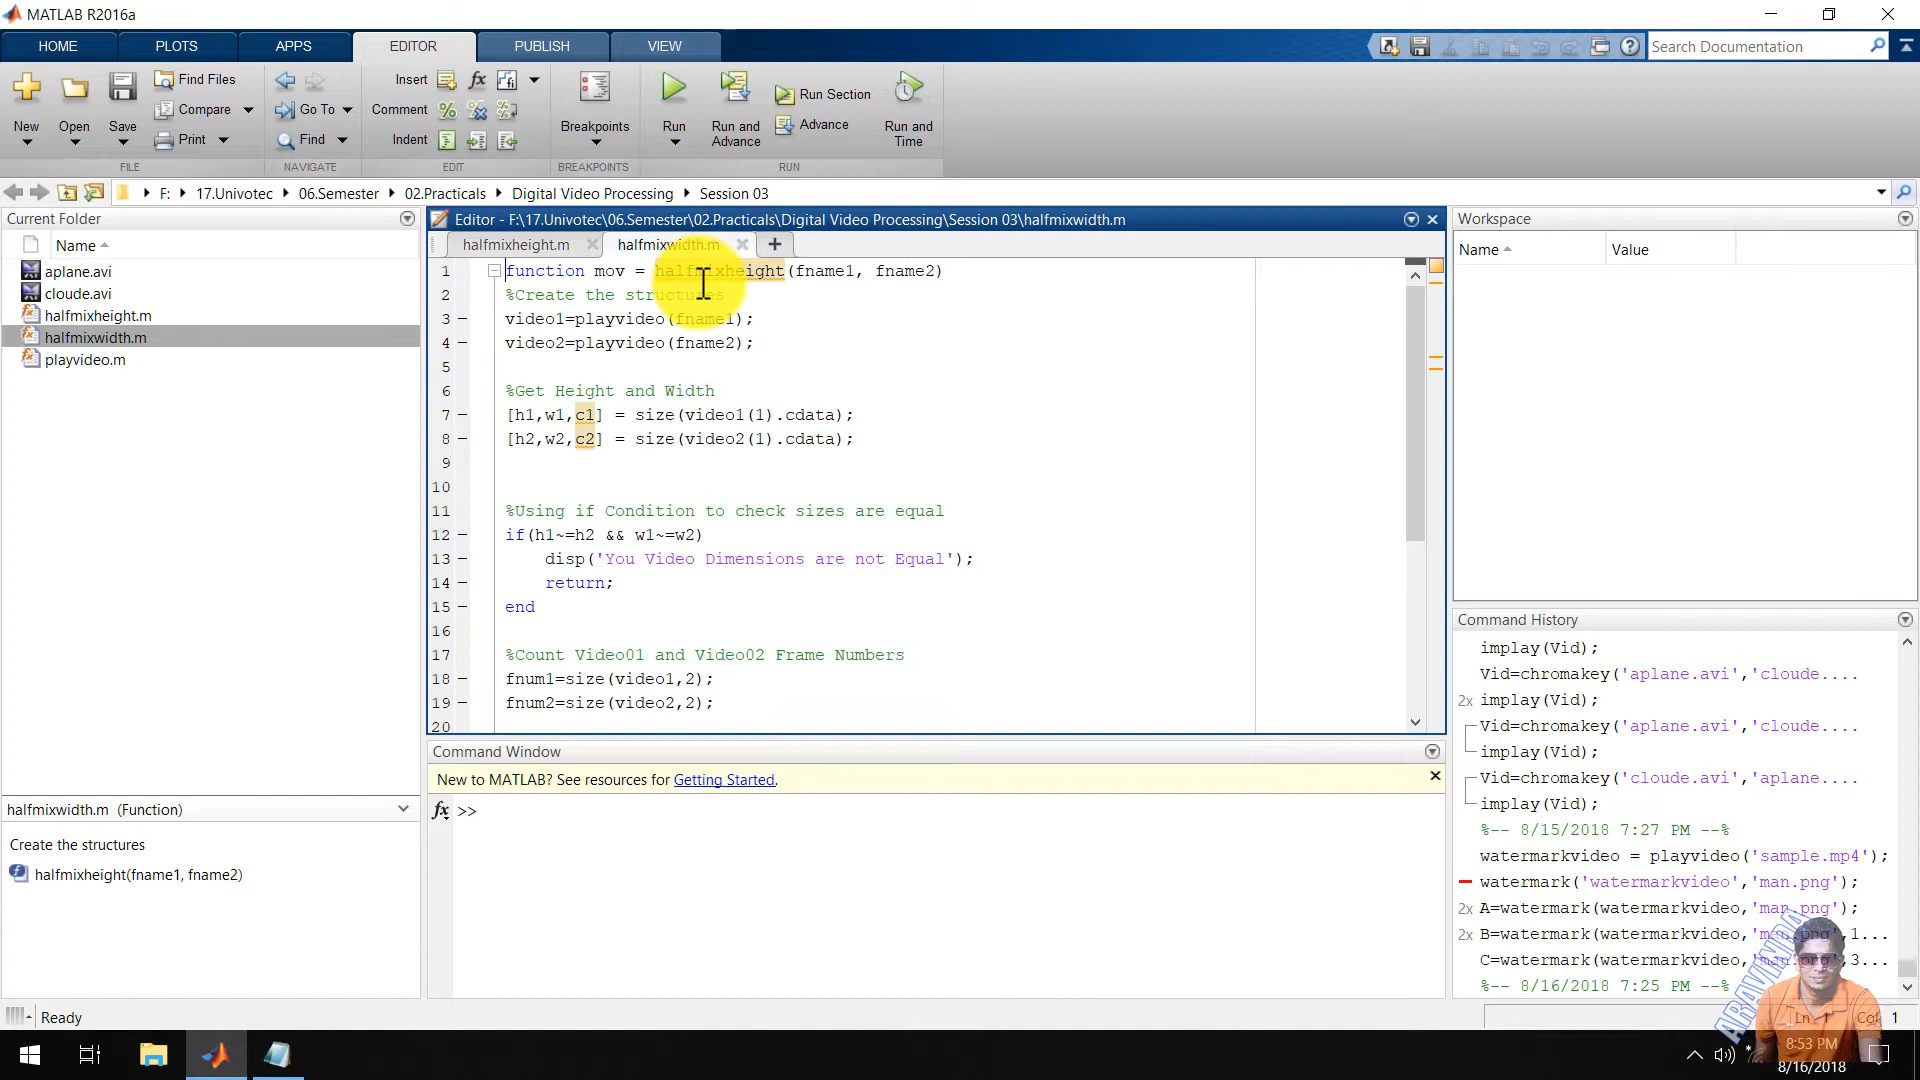 MATLAB R2016a
HOME PLOTS APPS EDITOR PUBLISH VIEW
Search Documentation
New Open Save
Find Files
Compare
Print
Go To
Find
Insert
Comment
Indent
Breakpoints
Run
Run and Advance
Run Section
Advance
Run and Time
FILE NAVIGATE EDIT BREAKPOINTS RUN
F: 17.Univotec 06.Semester 02.Practicals Digital Video Processing Session 03
Current Folder
Name
aplane.avi
cloude.avi
halfmixheight.m
halfmixwidth.m
playvideo.m
halfmixwidth.m (Function)
Create the structures
halfmixheight(fname1, fname2)
Editor - F:\17.Univotec\06.Semester\02.Practicals\Digital Video Processing\Session 03\halfmixwidth.m
halfmixheight.m halfmixwidth.m
1 function mov = halfmixheight(fname1, fname2)
2 %Create the structures
3 video1=playvideo(fname1);
4 video2=playvideo(fname2);
5
6 %Get Height and Width
7 [h1,w1,c1] = size(video1(1).cdata);
8 [h2,w2,c2] = size(video2(1).cdata);
9
10
11 %Using if Condition to check sizes are equal
12 if(h1~=h2 && w1~=w2)
13 disp('You Video Dimensions are not Equal');
14 return;
15 end
16
17 %Count Video01 and Video02 Frame Numbers
18 fnum1=size(video1,2);
19 fnum2=size(video2,2);
20
Command Window
New to MATLAB? See resources for Getting Started.
fx >>
Workspace
Name Value
Command History
implay(Vid);
Vid=chromakey('aplane.avi','cloude....
2x implay(Vid);
Vid=chromakey('aplane.avi','cloude....
implay(Vid);
Vid=chromakey('cloude.avi','aplane....
implay(Vid);
%-- 8/15/2018 7:27 PM --%
watermarkvideo = playvideo('sample.mp4');
watermark('watermarkvideo','man.png');
2x A=watermark(watermarkvideo,'man.png');
2x B=watermark(watermarkvideo,'man.png',1...
C=watermark(watermarkvideo,'man.png',3...
%-- 8/16/2018 7:25 PM --%
ARAVINDA
Ready
Ln 1 Col 1
8:53 PM
8/16/2018